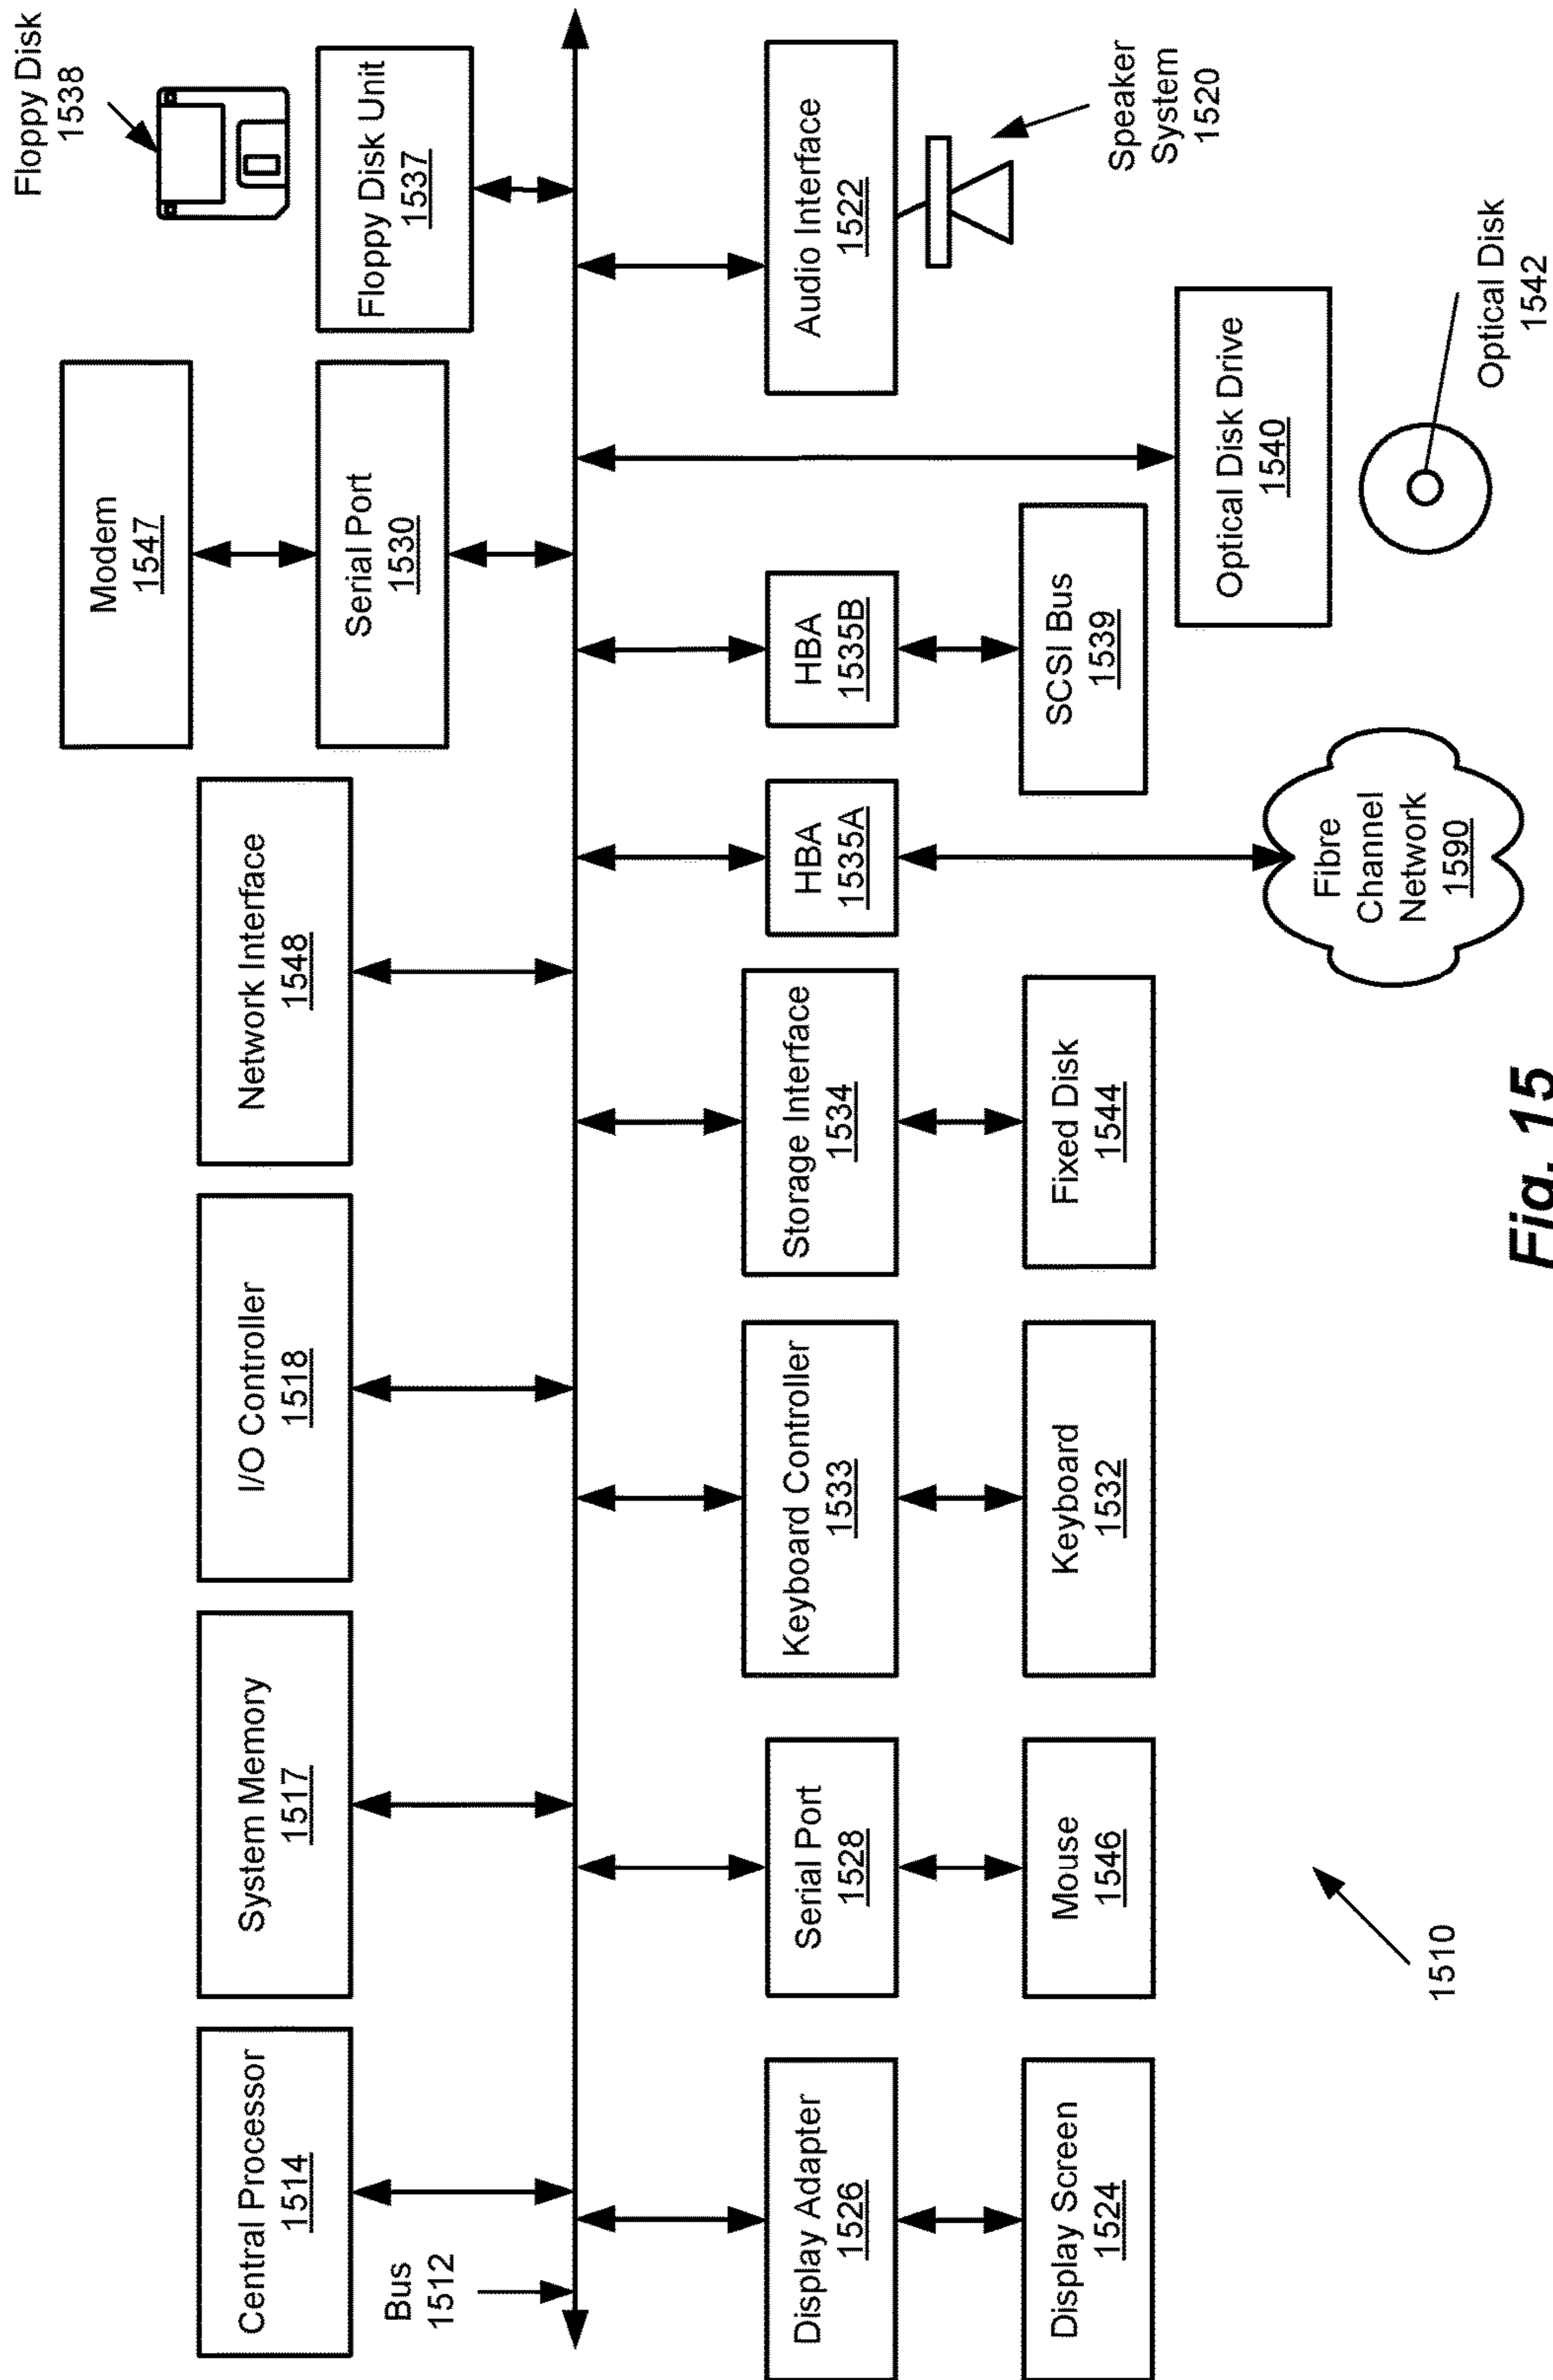 Floppy Disk
1538
Modem
1547
Central Processor
1514
System Memory
1517
I/O Controller
1518
Network Interface
1548
Serial Port
1530
Floppy Disk Unit
1537
Bus
1512
Display Adapter
1526
Serial Port
1528
Keyboard Controller
1533
Storage Interface
1534
HBA
1535A
HBA
1535B
Audio Interface
1522
Display Screen
1524
Mouse
1546
Keyboard
1532
Fixed Disk
1544
SCSI Bus
1539
Speaker
System
1520
Optical Disk Drive
1540
Fibre
Channel
Network
1590
Optical Disk
1542
1510
Fig. 15